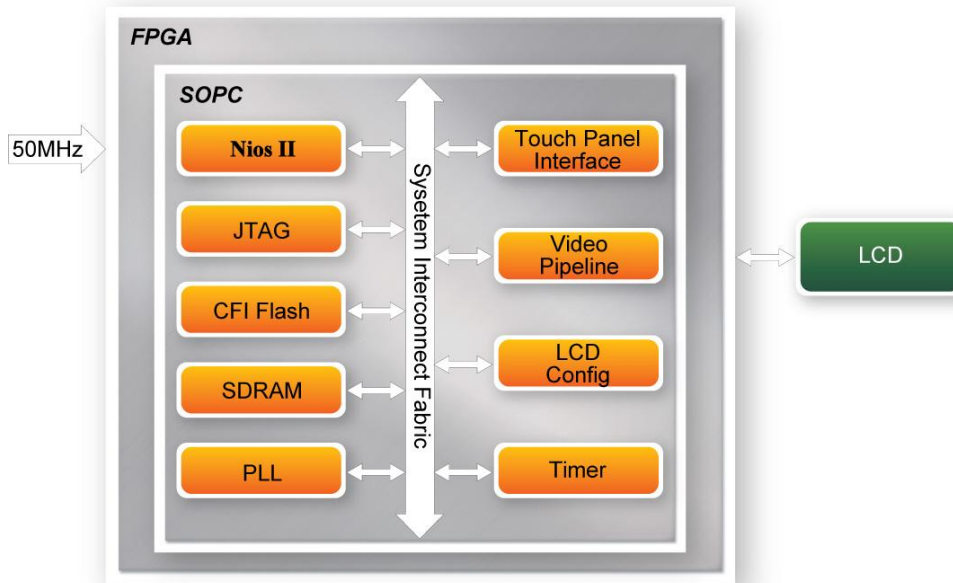 FPGA
SOPC
50MHz
Nios II
JTAG
CFI Flash
SDRAM
PLL
Sysetem Interconnect Fabric
Touch Panel
Interface
Video
Pipeline
LCD
Config
Timer
LCD